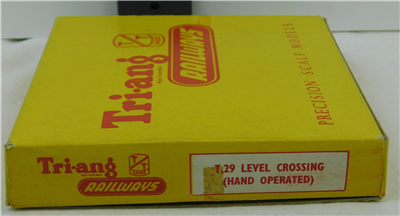 Tri-ang
RAILWAYS
PRECISION SCALE MODELS
Tri-ang
RAILWAYS
T.29 LEVEL CROSSING
(HAND OPERATED)